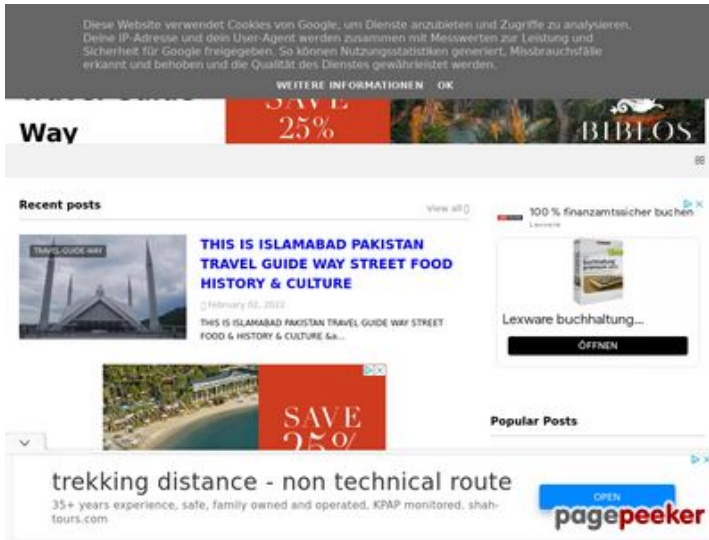 Diese Website verwendet Cookies von Google, um Dienste anzubieten und Zugriffe zu analysieren.
Deine IP-Adresse und dein User-Agent werden zusammen mit Messwerten zur Leistung und
Sicherheit für Google freigegeben. So können Nutzungsstatistiken generiert, Missbrauchsfälle
erkannt und behoben und die Qualität des Dienstes gewährleistet werden.
WEITERE INFORMATIONEN OK
Travel Guide
Way
SAVE
25%
BIBLOS
Recent posts
View all
TRAVEL-GUIDE-WAY
THIS IS ISLAMABAD PAKISTAN
TRAVEL GUIDE WAY STREET FOOD
HISTORY & CULTURE
February 02, 2022
THIS IS ISLAMABAD PAKISTAN TRAVEL GUIDE WAY STREET
FOOD & HISTORY & CULTURE &a...
100 % finanzamtssicher buchen
Lexware
Lexware buchhaltung...
ÖFFNEN
SAVE
25%
Popular Posts
trekking distance - non technical route
35+ years experience, safe, family owned and operated, KPAP monitored. shah-
tours.com
OPEN
pagepeeker